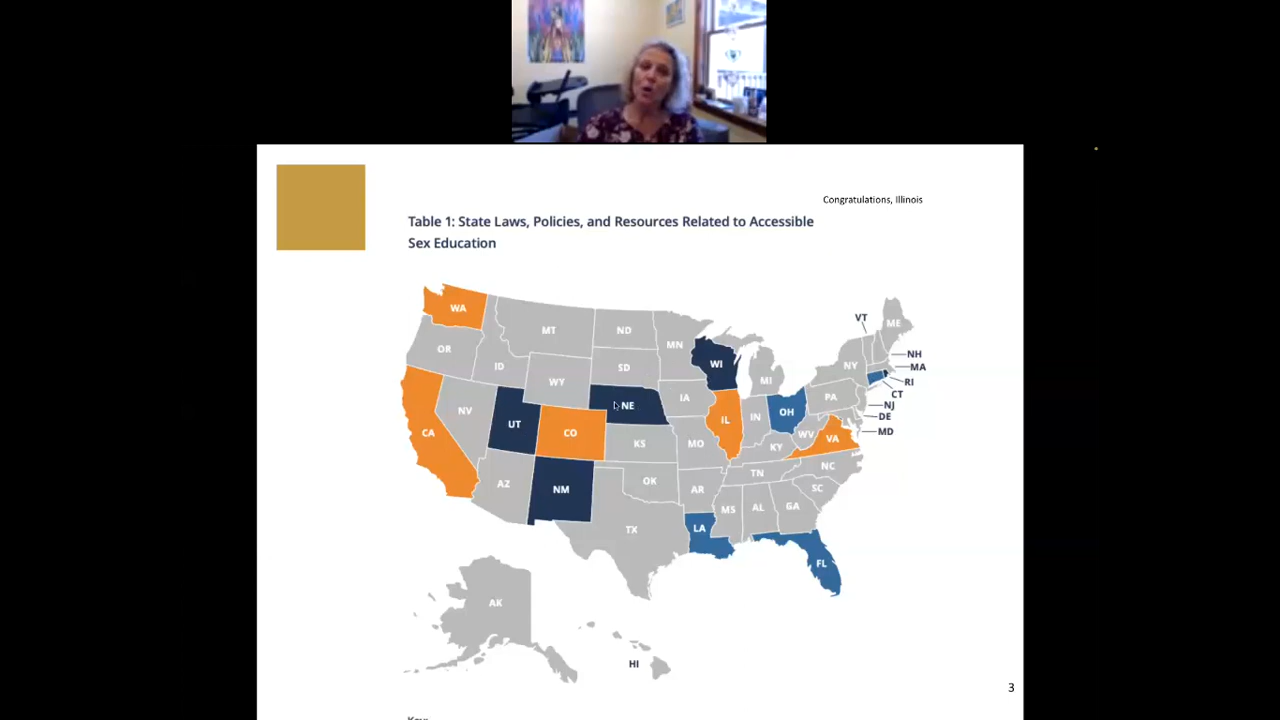 Congratulations, Illinois
Table 1: State Laws, Policies, and Resources Related to Accessible
Sex Education
WA
MT
ND
MN
VT
ME
OR
ID
SD
WI
NH
WY
MI
NY
MA
RI
NV
UT
NE
IA
PA
CT
CA
CO
IL
IN
OH
NJ
DE
MD
KS
MO
KY
WV
VA
AZ
NM
OK
AR
TN
NC
SC
TX
LA
MS
AL
GA
FL
AK
HI
3